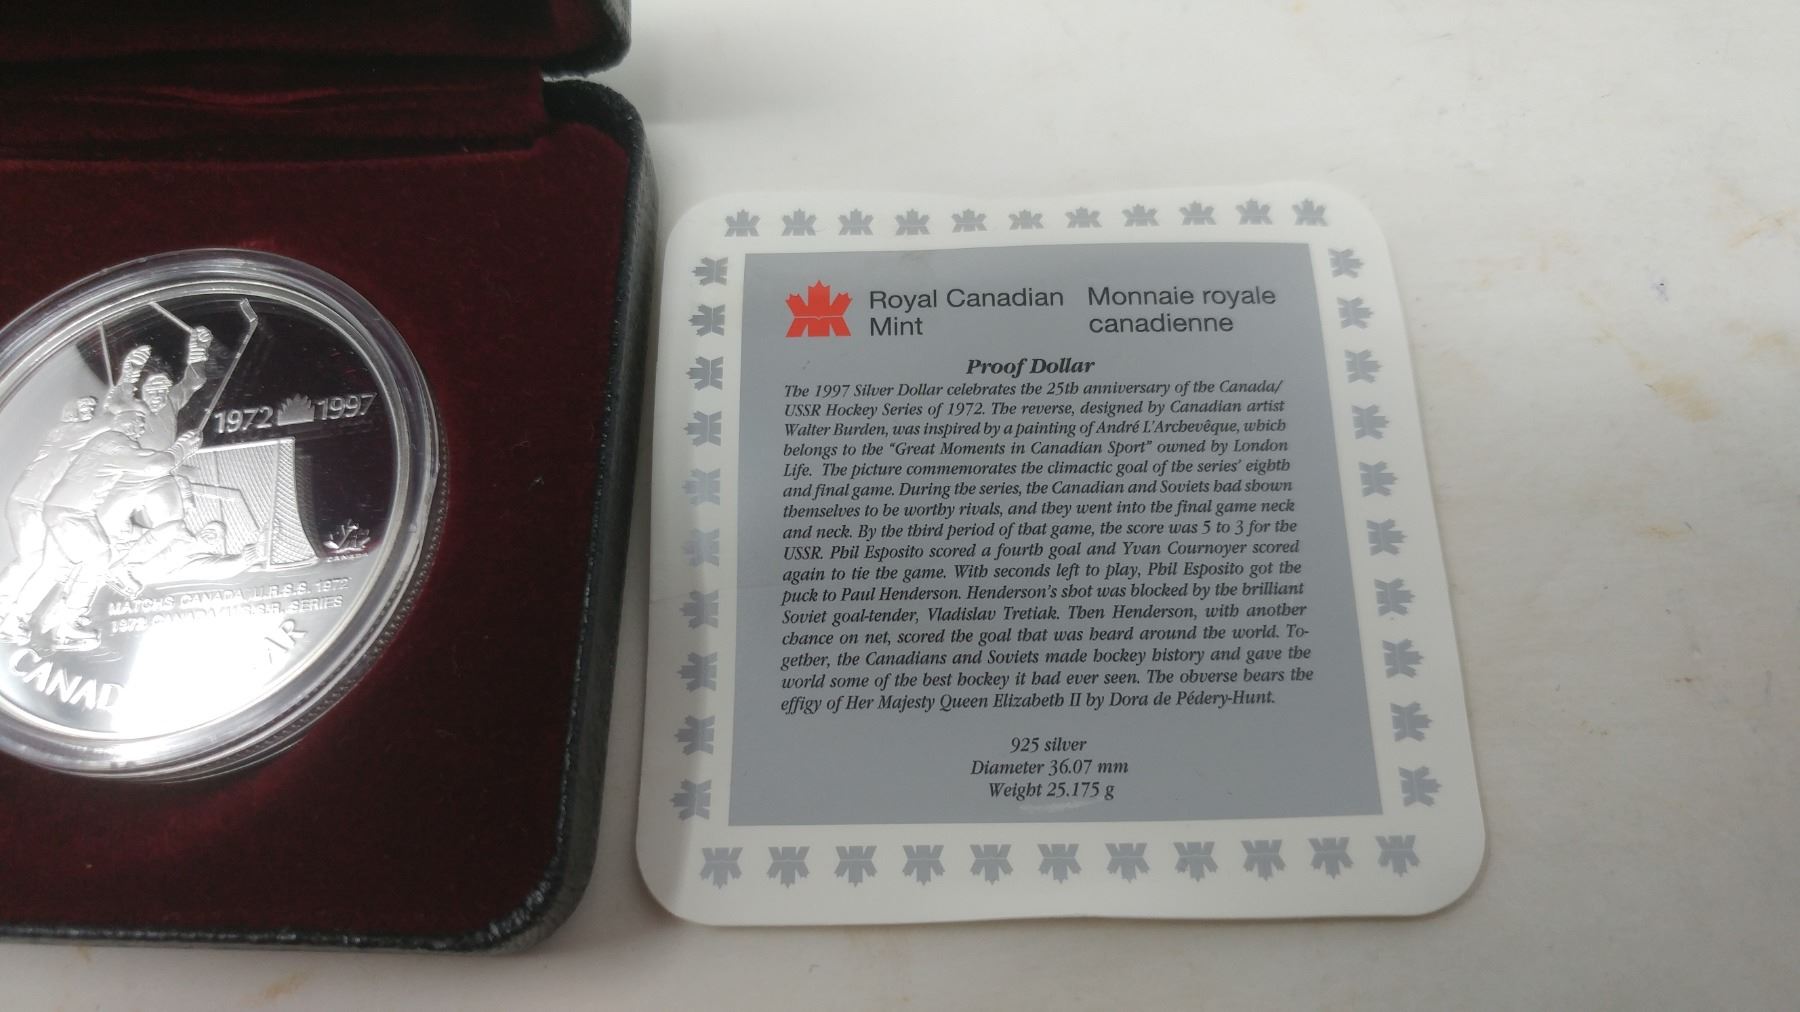 1972 1997
CANADA
MATCHS CANADA/U.R.S.S. 1972
1972 CANADA/U.S.S.R. SERIES
CANAD
AR
Royal Canadian Mint
Monnaie royale canadienne
Proof Dollar
The 1997 Silver Dollar celebrates the 25th anniversary of the Canada/
USSR Hockey Series of 1972. The reverse, designed by Canadian artist
Walter Burden, was inspired by a painting of André L'Archevêque, which
belongs to the "Great Moments in Canadian Sport" owned by London
Life. The picture commemorates the climactic goal of the series' eighth
and final game. During the series, the Canadian and Soviets had shown
themselves to be worthy rivals, and they went into the final game neck
and neck. By the third period of that game, the score was 5 to 3 for the
USSR. Phil Esposito scored a fourth goal and Yvan Cournoyer scored
again to tie the game. With seconds left to play, Phil Esposito got the
puck to Paul Henderson. Henderson's shot was blocked by the brilliant
Soviet goal-tender, Vladislav Tretiak. Then Henderson, with another
chance on net, scored the goal that was heard around the world. To-
gether, the Canadians and Soviets made hockey history and gave the
world some of the best hockey it had ever seen. The obverse bears the
effigy of Her Majesty Queen Elizabeth II by Dora de Pédery-Hunt.
925 silver
Diameter 36.07 mm
Weight 25.175 g